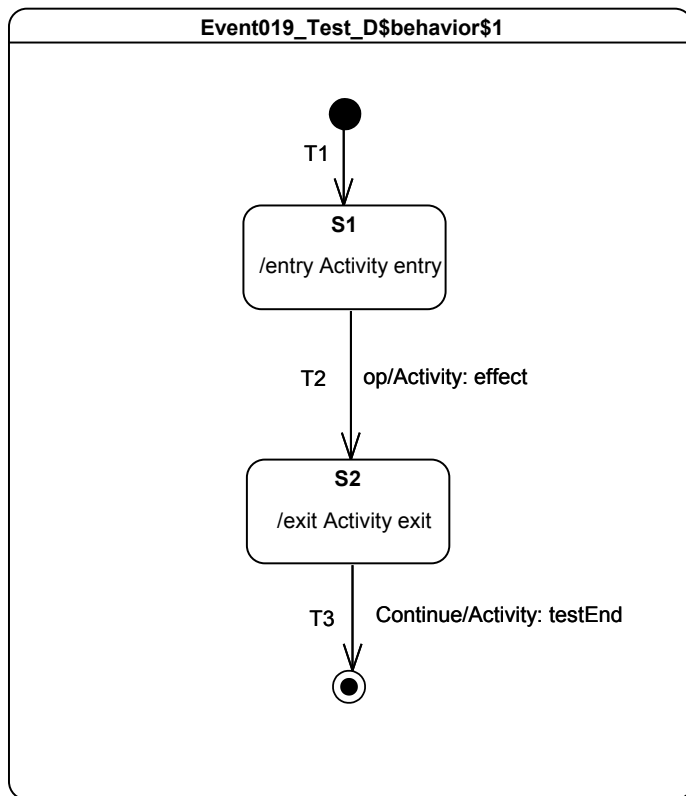 Event019_Test_D$behavior$1
T1
S1
/entry Activity entry
T2 op/Activity: effect
S2
/exit Activity exit
T3 Continue/Activity: testEnd